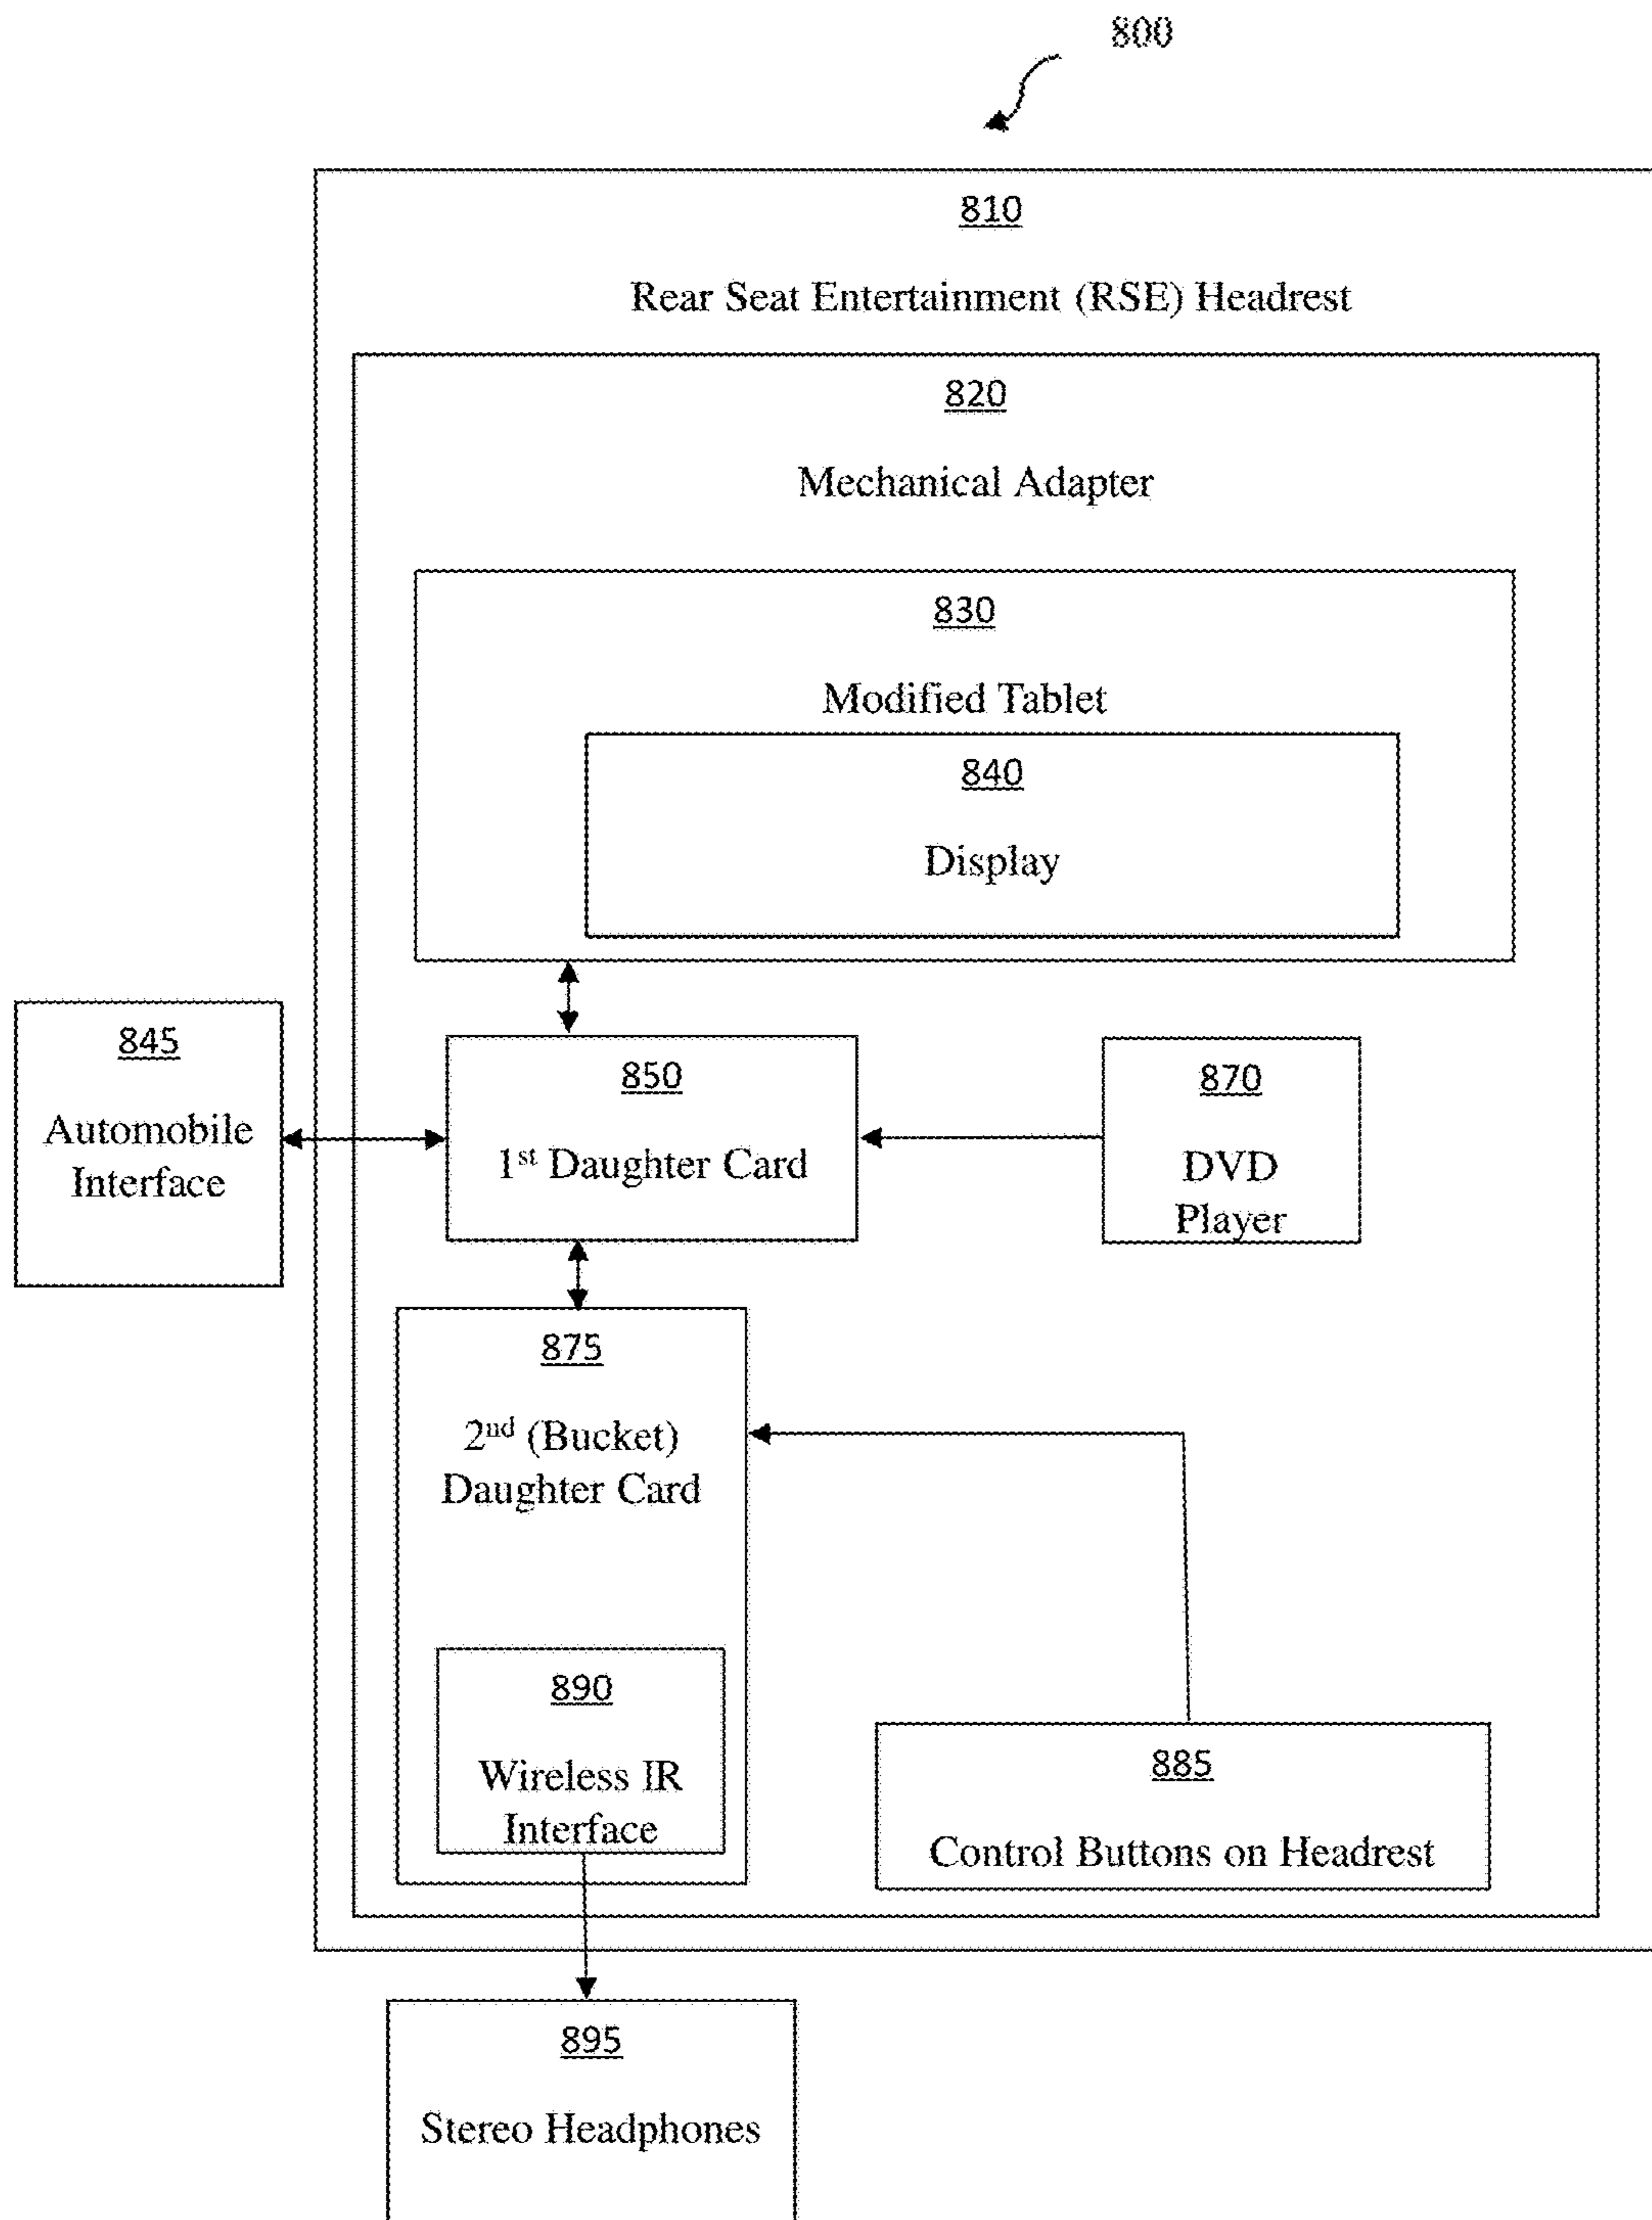 800
810
Rear Seat Entertainment (RSE) Headrest
820
Mechanical Adapter
830
Modified Tablet
840
Display
845
Automobile
Interface
850
1st Daughter Card
870
DVD
Player
875
2nd (Bucket)
Daughter Card
890
Wireless IR
Interface
885
Control Buttons on Headrest
895
Stereo Headphones